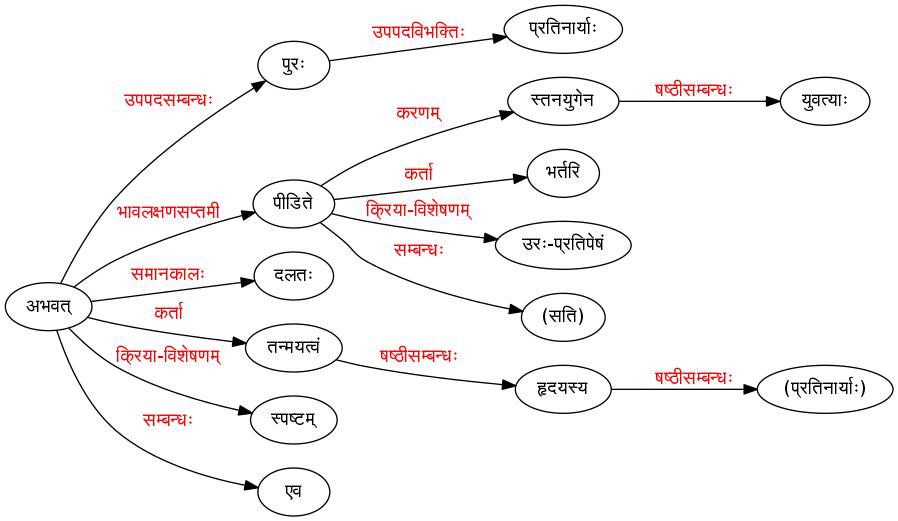 उपपदविभक्तिः
प्रतिनार्याः
पुरः
उपपदसम्बन्धः
स्तनयुगेन
षष्ठीसम्बन्धः
युवत्याः
करणम्
कर्ता
भर्तरि
भावलक्षणसप्तमी
पीडिते
क्रिया-विशेषणम्
उरः-प्रतिपेषं
सम्बन्धः
समानकालः
दलतः
अभवत्
(सति)
कर्ता
तन्मयत्वं
षष्ठीसम्बन्धः
हृदयस्य
षष्ठीसम्बन्धः
(प्रतिनार्याः)
क्रिया-विशेषणम्
स्पष्टम्
सम्बन्धः
एव